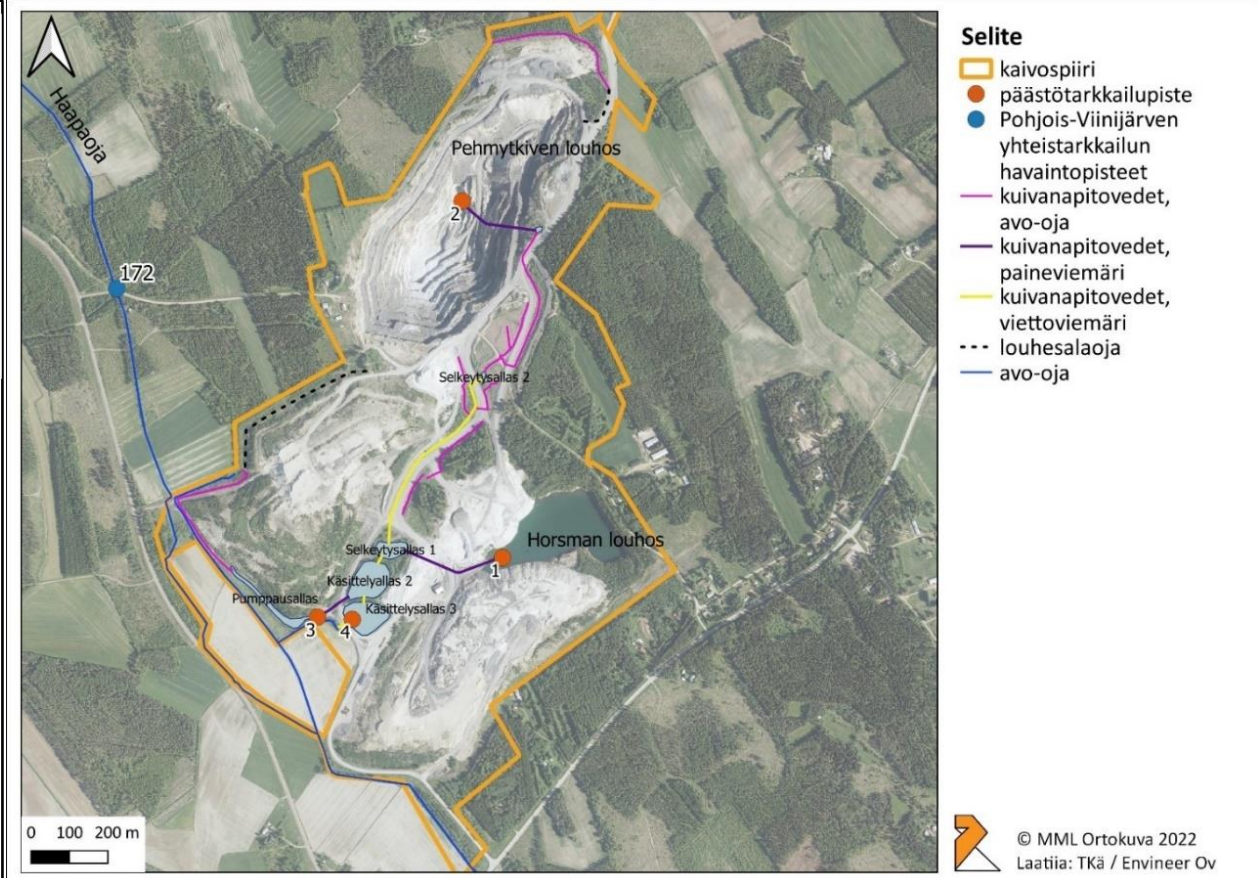 Haapaoja
172
Pehmytkiven louhos
2
Selkeytysallas 2
Horsman louhos
1
Selkeytysallas 1
Käsittelyallas 2
Pumppausallas
Käsittelysallas 3
3
4
0 100 200 m
Selite
kaivospiiri
päästötarkkailupiste
Pohjois-Viinijärven
yhteistarkkailun
havaintopisteet
kuivanapitovedet,
avo-oja
kuivanapitovedet,
paineviemäri
kuivanapitovedet,
viettoviemäri
louhesalaoja
avo-oja
© MML Ortokuva 2022
Laatiia: TKä / Envineer Ov